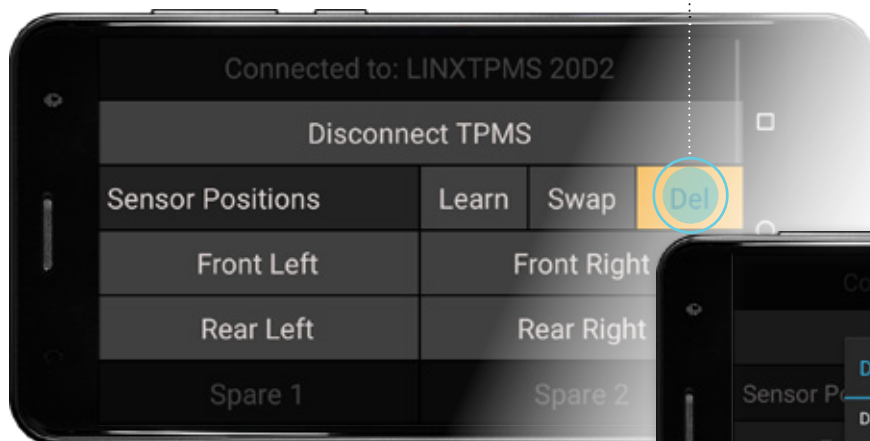 Connected to: LINXTPMS 20D2
Disconnect TPMS
Sensor Positions Learn Swap Del
Front Left Front Right
Rear Left Rear Right
Spare 1 Spare 2
Sensor